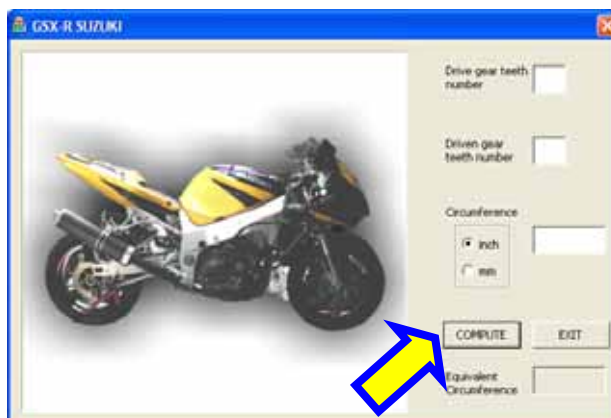 GSX-R SUZUKI
Drive gear teeth
number
Driven gear
teeth number
Circumference
inch
mm
COMPUTE
EXIT
Equivalent
Circumference